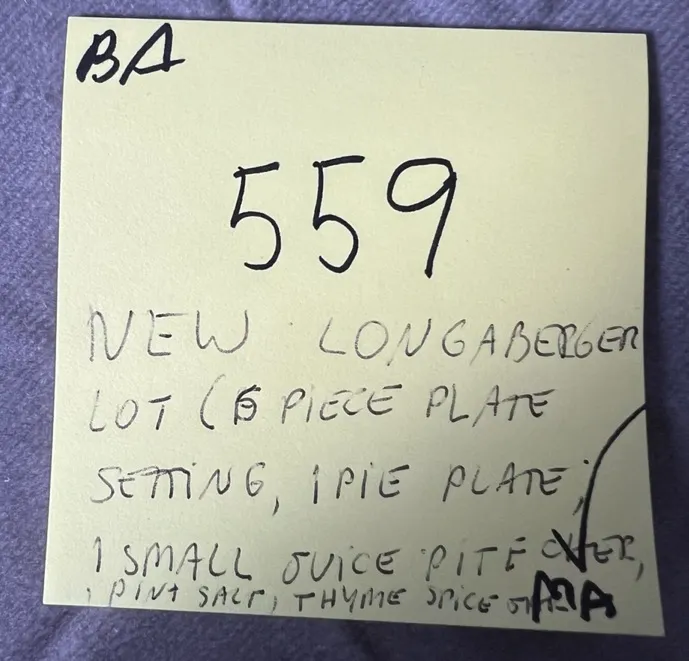 BA
559
NEW LONGABERGER
LOT (5 PIECE PLATE
SETTING, 1 PIE PLATE,
1 SMALL JUICE PITCHER,
1 PINT SALT, THYME SPICE